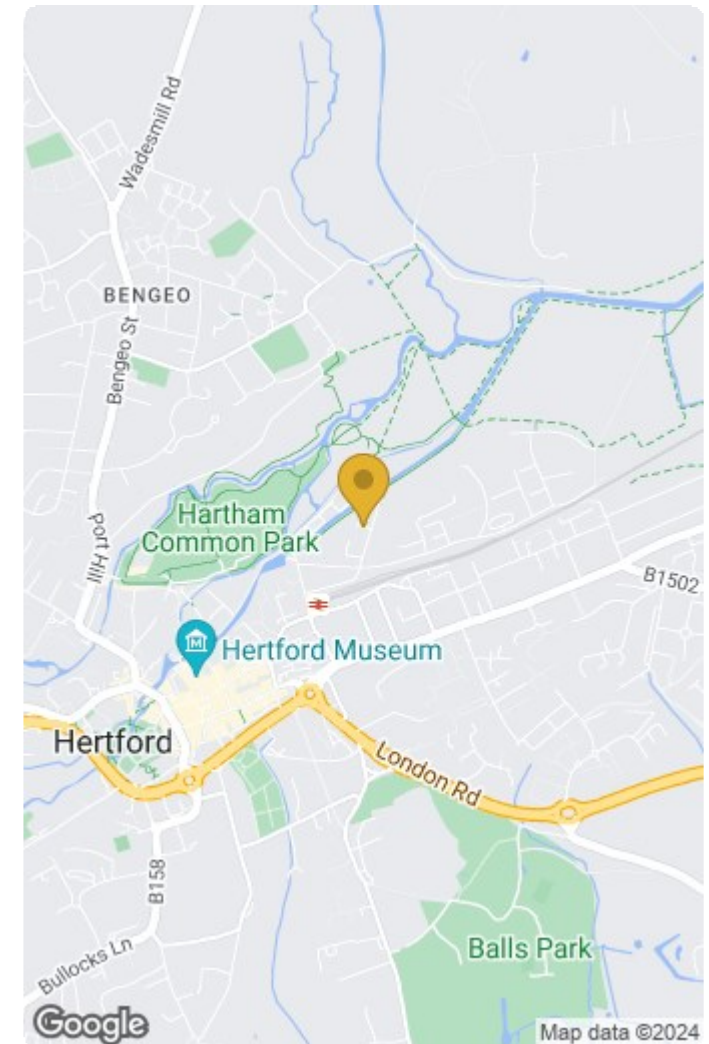 Wadesmill Rd
BENGEO
Bengeo St
Port Hill
Hartham
Common Park
B1502
M
Hertford Museum
Hertford
London Rd
B158
Balls Park
Bullocks Ln
Google
Map data ©2024